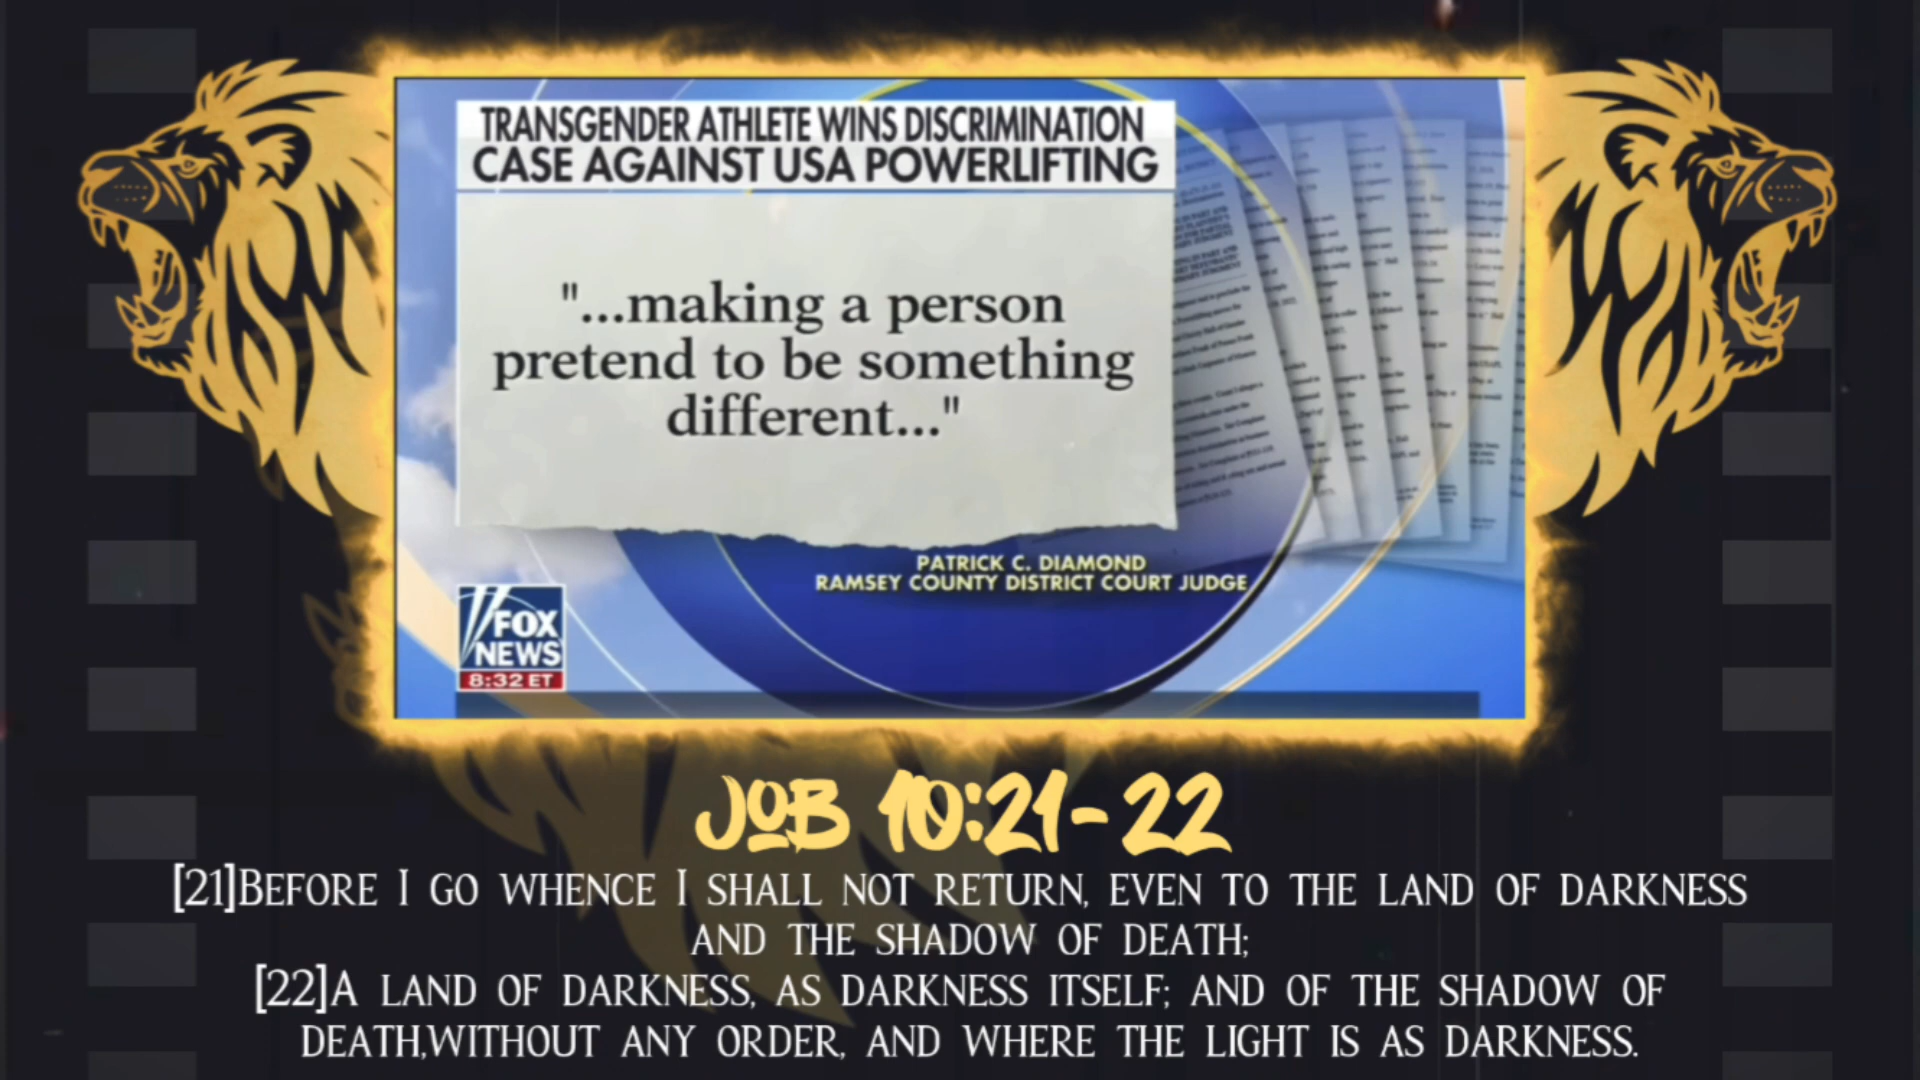 TRANSGENDER ATHLETE WINS DISCRIMINATION
CASE AGAINST USA POWERLIFTING
"...making a person
pretend to be something
different..."
PATRICK C. DIAMOND
RAMSEY COUNTY DISTRICT COURT JUDGE
FOX
NEWS
8:32 ET
JOB 10:21-22
[21]BEFORE I GO WHENCE I SHALL NOT RETURN, EVEN TO THE LAND OF DARKNESS
AND THE SHADOW OF DEATH;
[22]A LAND OF DARKNESS, AS DARKNESS ITSELF; AND OF THE SHADOW OF
DEATH,WITHOUT ANY ORDER, AND WHERE THE LIGHT IS AS DARKNESS.